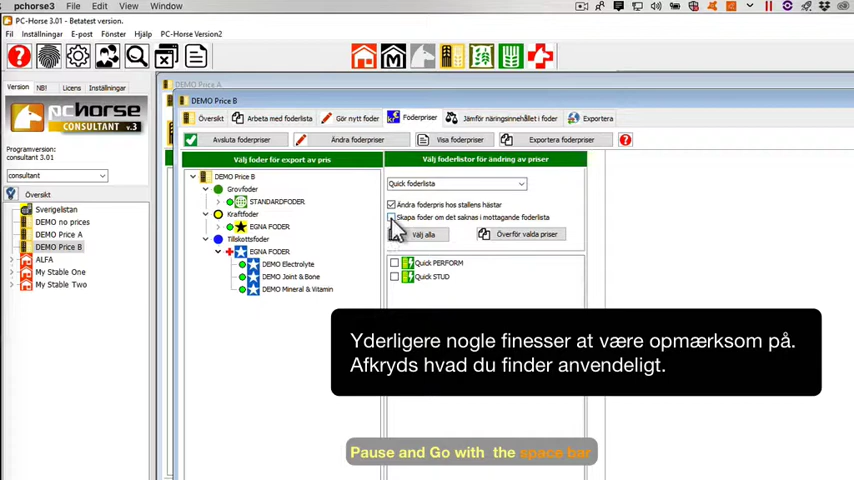 pchorse3 File Edit View Window
PC-Horse 3.01 - Betatest version.
Fil Inställningar E-post Fönster Hjälp PC-Horse Version2
Version NB! Licens Inställningar
pchorse
CONSULTANT v.3
Programversion:
consultant 3.01
consultant
Översikt
Sverigelistan
DEMO no prices
DEMO Price A
DEMO Price B
ALFA
My Stable One
My Stable Two
DEMO Price A
DEMO Price B
Översikt Arbeta med foderlista Gör nytt foder Foderpriser Jämför näringsinnehållet i foder Exportera
Avsluta foderpriser Ändra foderpriser Visa foderpriser Exportera foderpriser
Välj foder för export av pris
DEMO Price B
Grovfoder
STANDARDFODER
Kraftfoder
EGNA FODER
Tillskottsfoder
EGNA FODER
DEMO Electrolyte
DEMO Joint & Bone
DEMO Mineral & Vitamin
Välj foderlistor för ändring av priser
Quick foderlista
Ändra foderpris hos stallens hästar
Skapa foder om det saknas i mottagande foderlista
Välj alla Överför valda priser
Quick PERFORM
Quick STUD
Yderligere nogle finesser at være opmærksom på.
Afkryds hvad du finder anvendeligt.
Pause and Go with the space bar